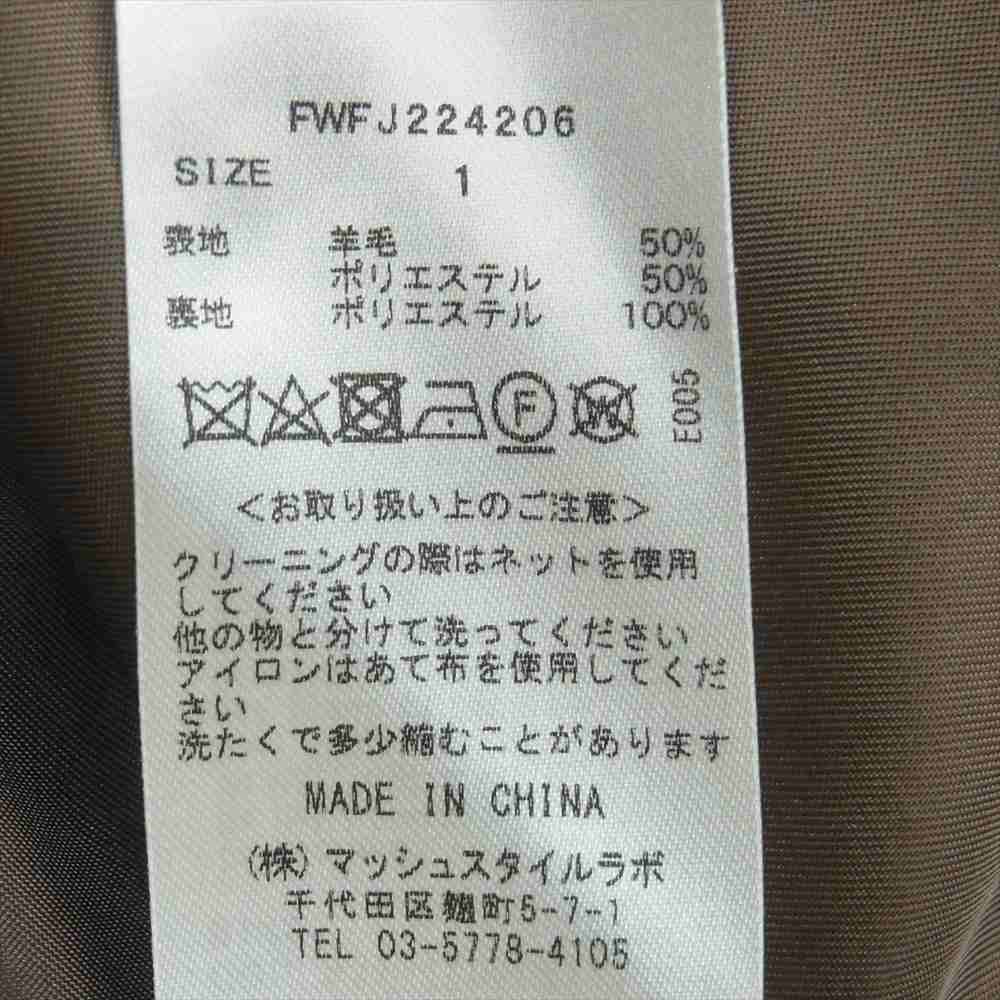 FWFJ224206
SIZE 1
表地 羊毛 50%
ポリエステル 50%
裏地 ポリエステル 100%
F W E005
<お取り扱い上のご注意>
クリーニングの際はネットを使用
してください
他の物と分けて洗ってください
アイロンはあて布を使用してくだ
さい
洗たくで多少縮むことがあります
MADE IN CHINA
(株)マッシュスタイルラボ
千代田区麹町5-7-1
TEL 03-5778-4105